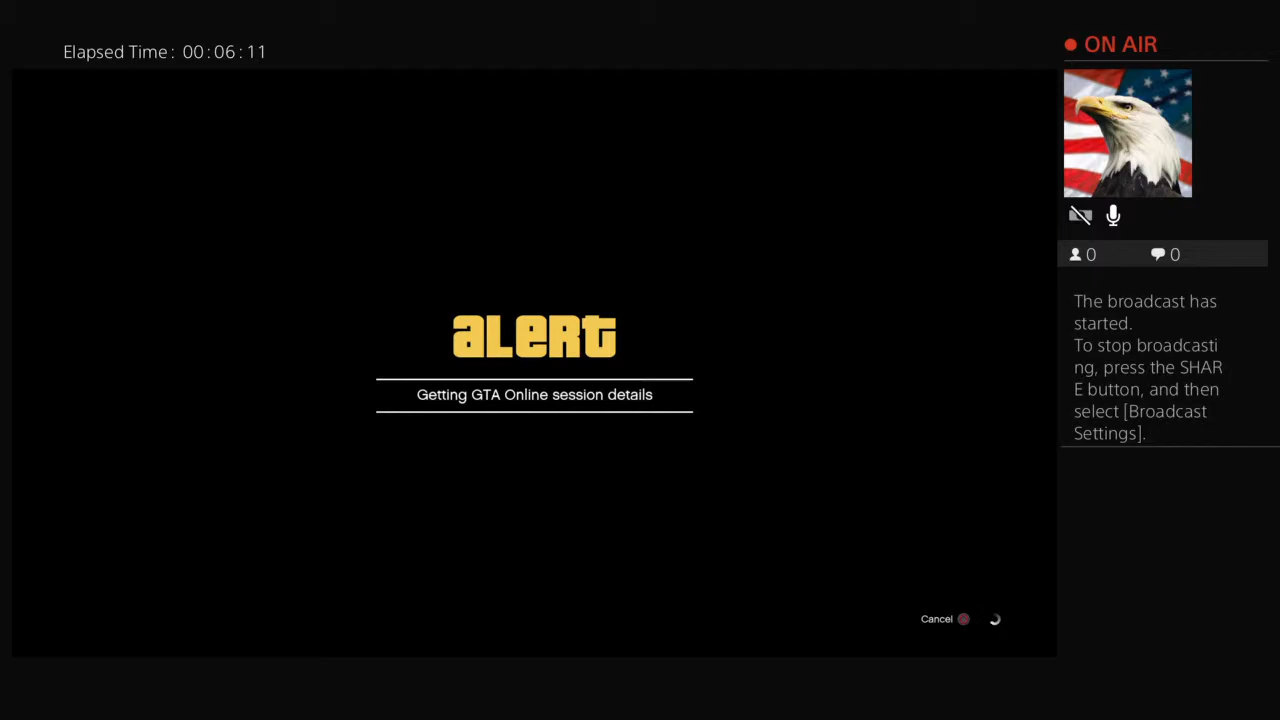 Elapsed Time: 00:06:11
ON AIR
0 0
The broadcast has
started.
To stop broadcasti
ng, press the SHAR
E button, and then
select [Broadcast
Settings].
alert
Getting GTA Online session details
Cancel